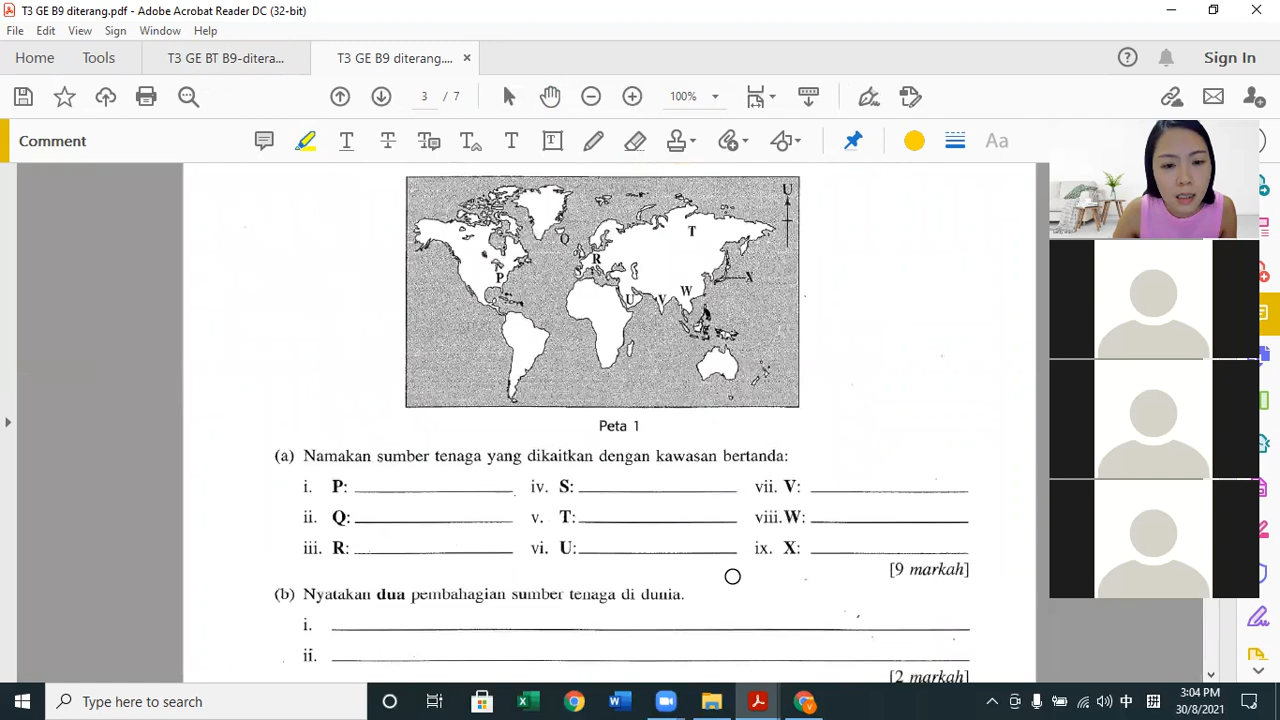 T3 GE B9 diterang.pdf - Adobe Acrobat Reader DC (32-bit)
File Edit View Sign Window Help
Home Tools T3 GE BT B9-ditera... T3 GE B9 diterang.... Sign In
3 / 7 100%
Comment Aa
U
Q T
R
P S X
U V W
Peta 1
(a) Namakan sumber tenaga yang dikaitkan dengan kawasan bertanda:
i. P: iv. S: vii. V:
ii. Q: v. T: viii. W:
iii. R: vi. U: ix. X:
[9 markah]
(b) Nyatakan dua pembahagian sumber tenaga di dunia.
i.
ii.
[2 markah]
Type here to search
中 拼 3:04 PM
30/8/2021